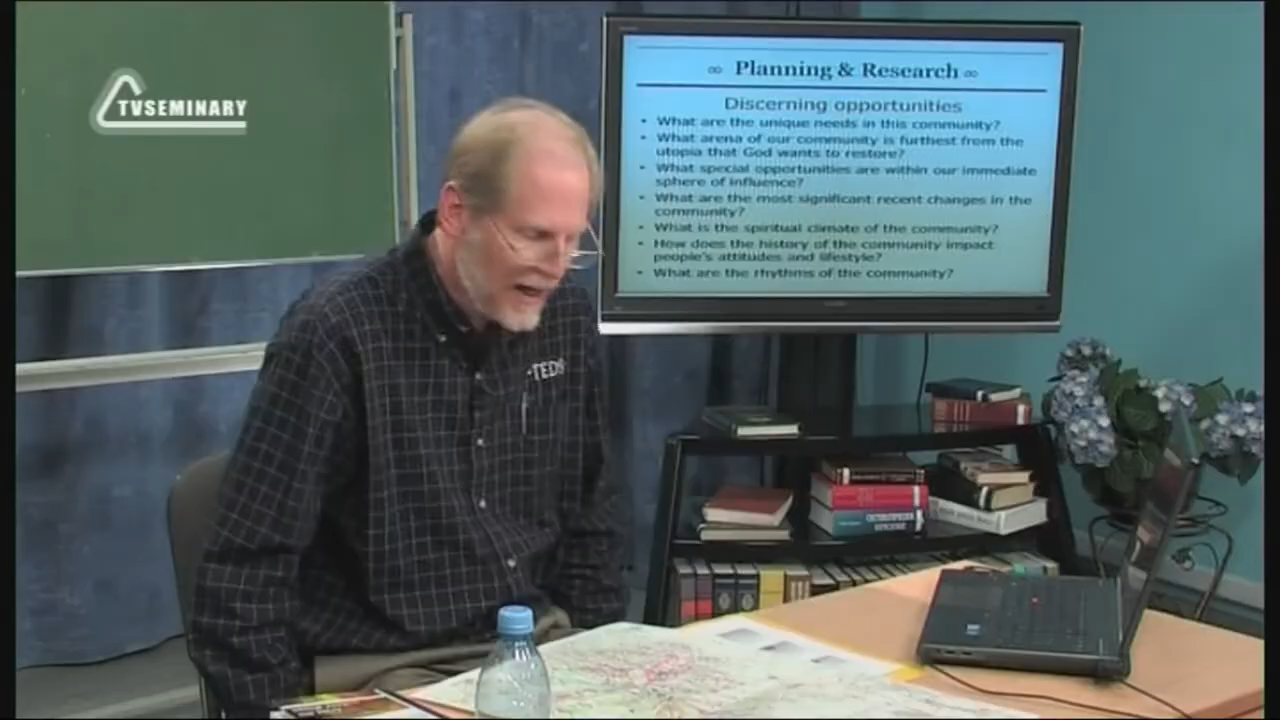 TVSEMINARY
∞ Planning & Research ∞
Discerning opportunities
• What are the unique needs in this community?
• What arena of our community is furthest from the
utopia that God wants to restore?
• What special opportunities are within our immediate
sphere of influence?
• What are the most significant recent changes in the
community?
• What is the spiritual climate of the community?
• How does the history of the community impact
people's attitudes and lifestyle?
• What are the rhythms of the community?
TEDS